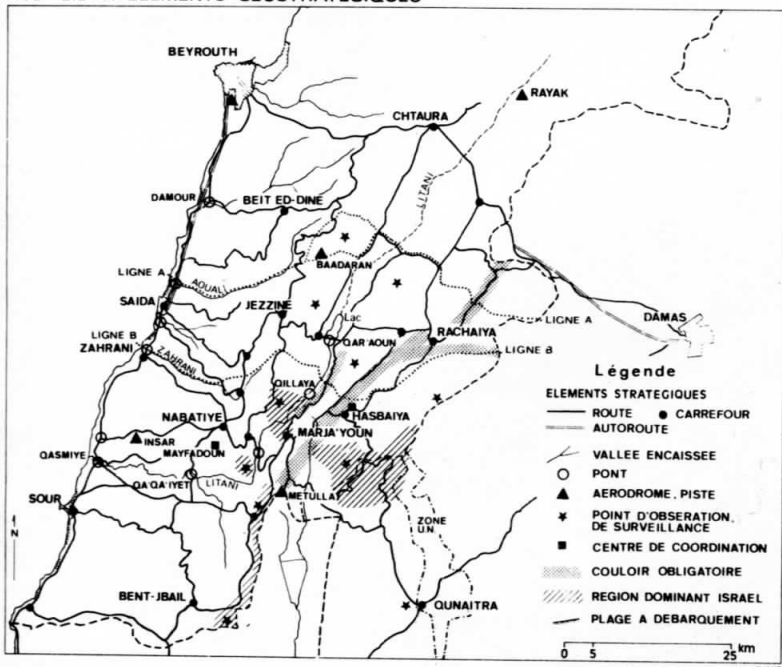 BEYROUTH
RAYAK
CHTAURA
LITANI
DAMOUR
BEIT ED-DINE
BAADARAN
LIGNE A
AOUALI
SAIDA
JEZZINE
Lac
DAMAS
LIGNE A
LIGNE B
RACHAIYA
QAR'AOUN
ZAHRANI
ZAHRANI
LIGNE B
QILLAYA
HASBAIYA
NABATIYE
MARJA'YOUN
INSAR
MAYFADOUN
QASMIYE
QA'QA'IYET
LITANI
METULLA
SOUR
ZONE
U.N.
N
BENT-JBAIL
QUNAITRA
Légende
ELEMENTS STRATEGIQUES
ROUTE
CARREFOUR
AUTOROUTE
VALLEE ENCAISSEE
PONT
AERODROME, PISTE
POINT D'OBSERATION,
DE SURVEILLANCE
CENTRE DE COORDINATION
COULOIR OBLIGATOIRE
REGION DOMINANT ISRAEL
PLAGE A DEBARQUEMENT
0 5 25
km